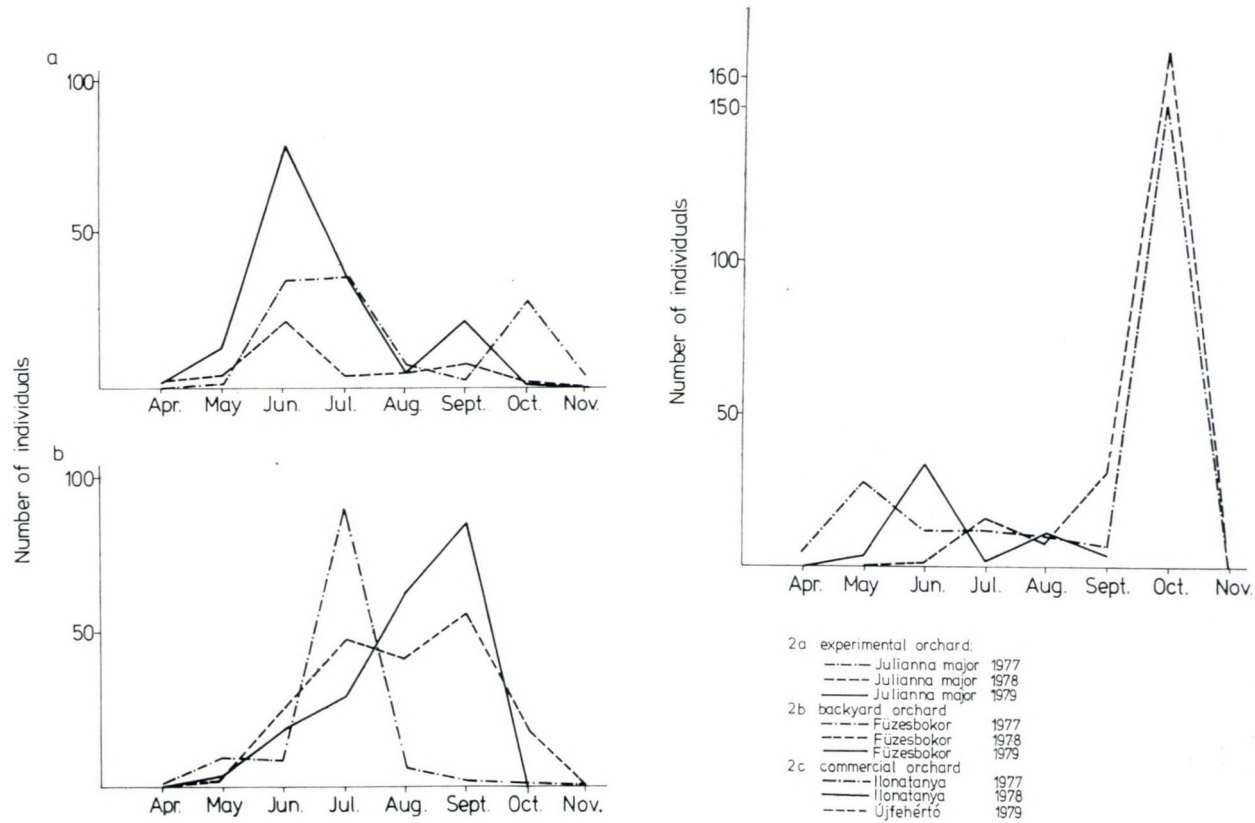 a
100
50
Apr. May Jun. Jul. Aug. Sept. Oct. Nov.
Number of individuals
b
100
50
Apr. May Jun. Jul. Aug. Sept. Oct. Nov.
Number of individuals
160
150
100
50
Apr. May Jun. Jul. Aug. Sept. Oct. Nov.
2a experimental orchard:
Julianna major 1977
Julianna major 1978
Julianna major 1979
2b backyard orchard
Füzesbokor 1977
Füzesbokor 1978
Füzesbokor 1979
2c commercial orchard
Ilonatanya 1977
Ilonatanya 1978
Újfehértó 1979